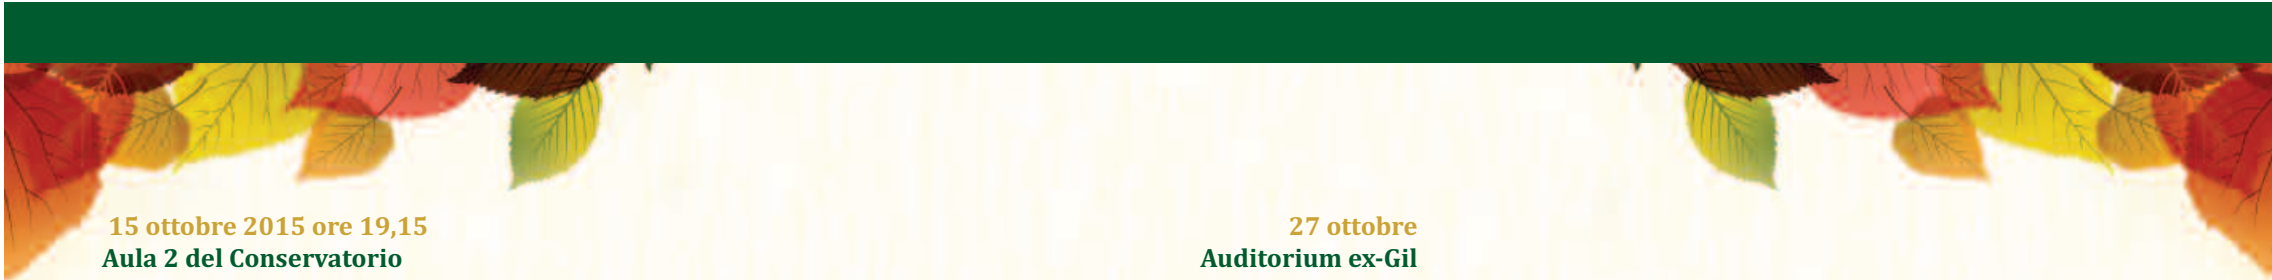 15 ottobre 2015 ore 19,15
Aula 2 del Conservatorio
27 ottobre
Auditorium ex-Gil